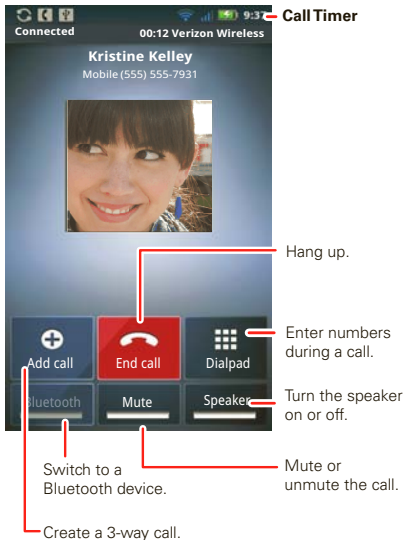 9:37
Call Timer
Connected
00:12 Verizon Wireless
Kristine Kelley
Mobile (555) 555-7931
Hang up.
Add call
End call
Dialpad
Enter numbers
during a call.
Bluetooth
Mute
Speaker
Turn the speaker
on or off.
Switch to a
Bluetooth device.
Mute or
unmute the call.
Create a 3-way call.